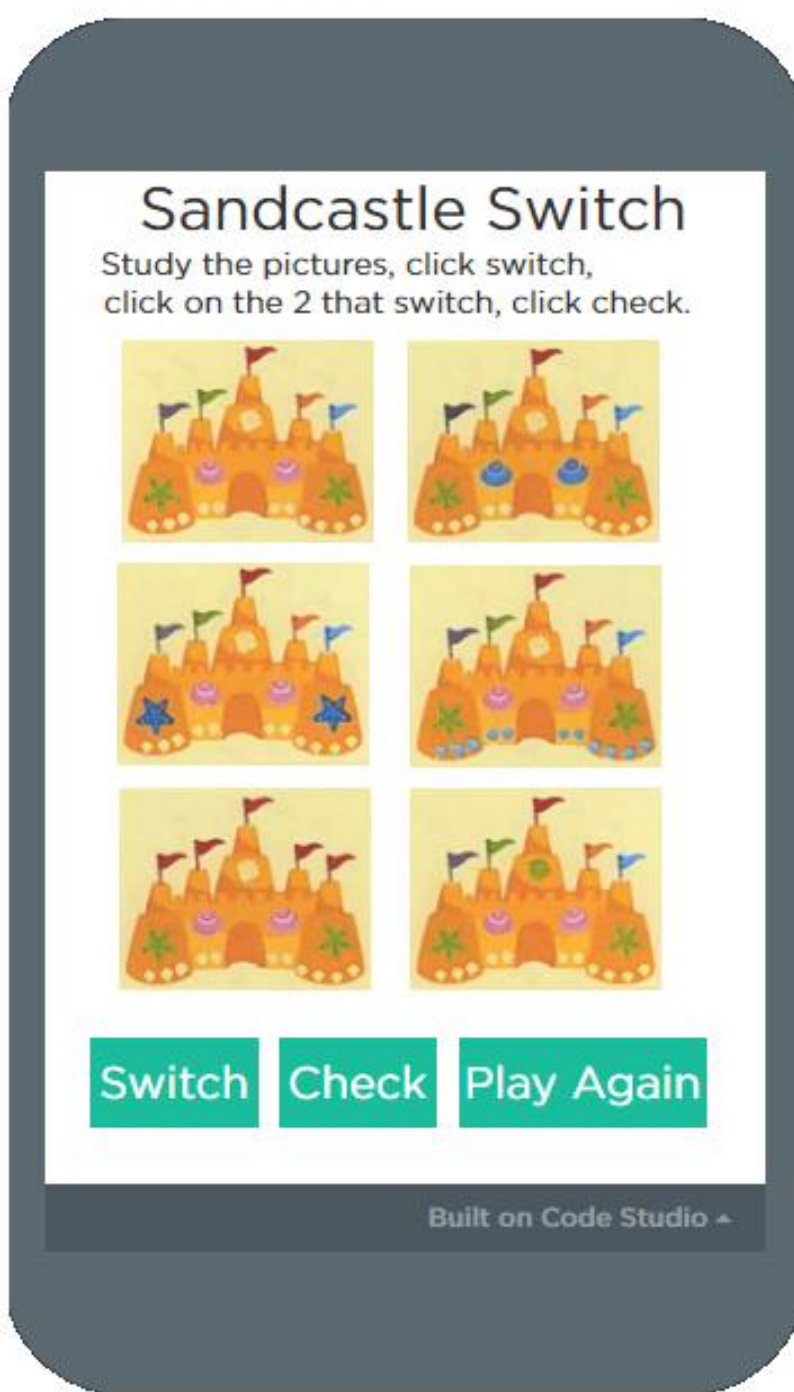 Sandcastle Switch
Study the pictures, click switch,
click on the 2 that switch, click check.
Switch Check Play Again
Built on Code Studio